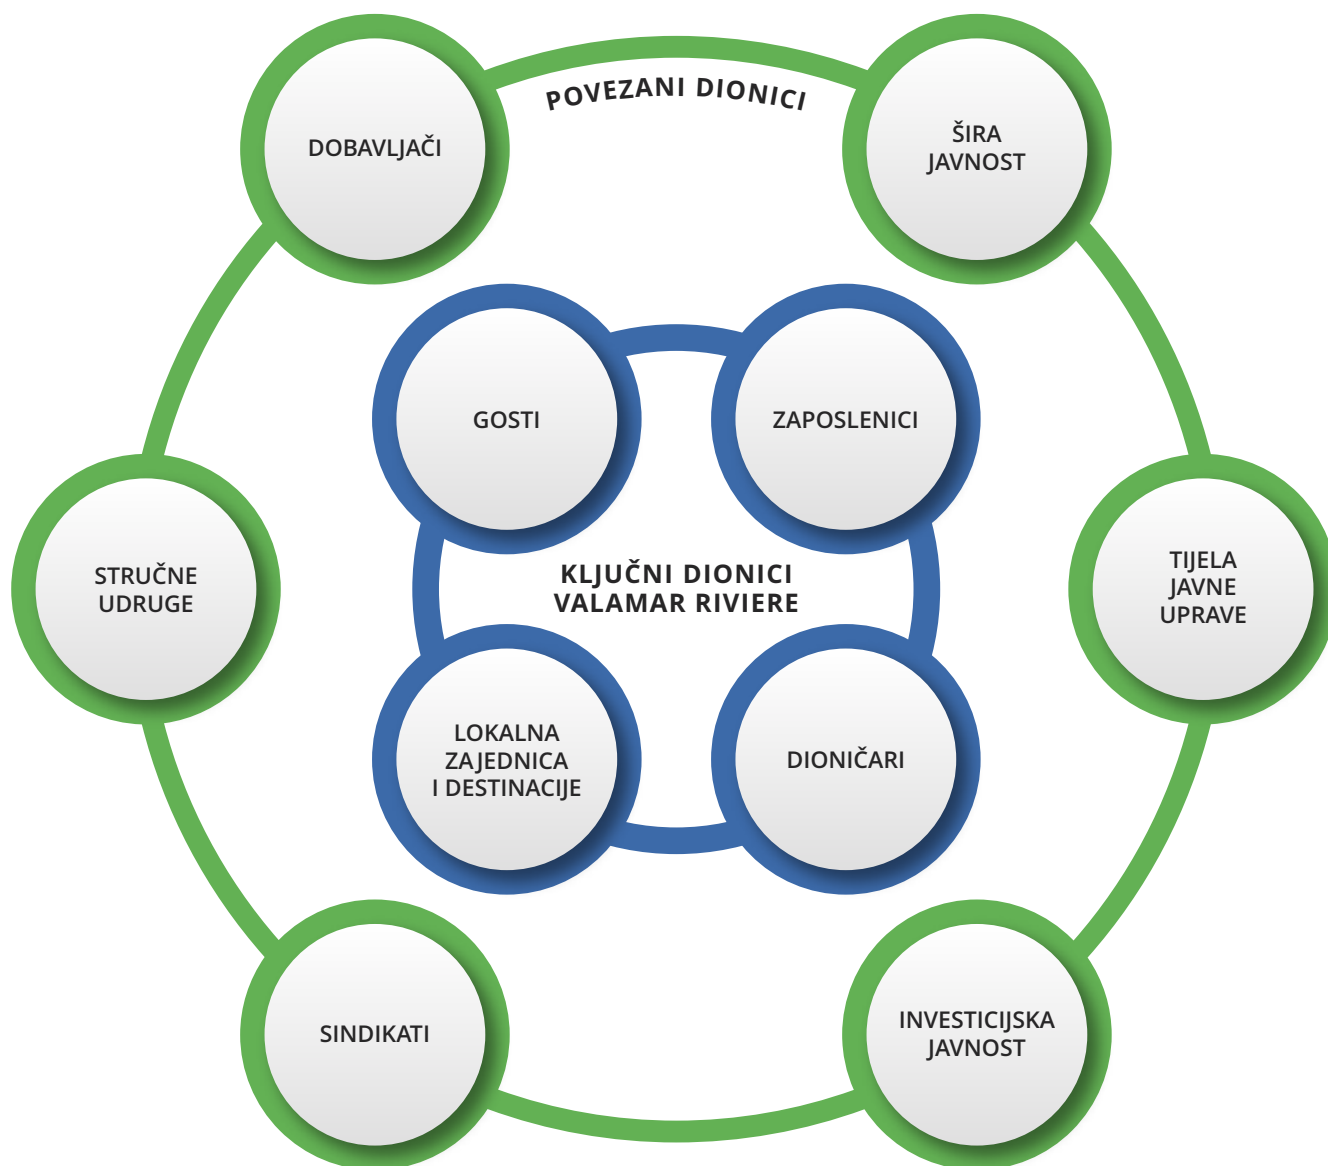 POVEZANI DIONICI
DOBAVLJAČI
ŠIRA
JAVNOST
GOSTI
ZAPOSLENICI
STRUČNE
UDRUGE
KLJUČNI DIONICI
VALAMAR RIVIERE
TIJELA
JAVNE
UPRAVE
LOKALNA
ZAJEDNICA
I DESTINACIJE
DIONIČARI
SINDIKATI
INVESTICIJSKA
JAVNOST